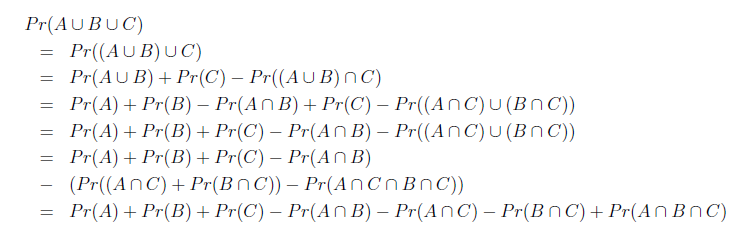 Pr(A ∪ B ∪ C)
= Pr((A ∪ B) ∪ C)
= Pr(A ∪ B) + Pr(C) − Pr((A ∪ B) ∩ C)
= Pr(A) + Pr(B) − Pr(A ∩ B) + Pr(C) − Pr((A ∩ C) ∪ (B ∩ C))
= Pr(A) + Pr(B) + Pr(C) − Pr(A ∩ B) − Pr((A ∩ C) ∪ (B ∩ C))
= Pr(A) + Pr(B) + Pr(C) − Pr(A ∩ B)
− (Pr((A ∩ C) + Pr(B ∩ C)) − Pr(A ∩ C ∩ B ∩ C))
= Pr(A) + Pr(B) + Pr(C) − Pr(A ∩ B) − Pr(A ∩ C) − Pr(B ∩ C) + Pr(A ∩ B ∩ C)